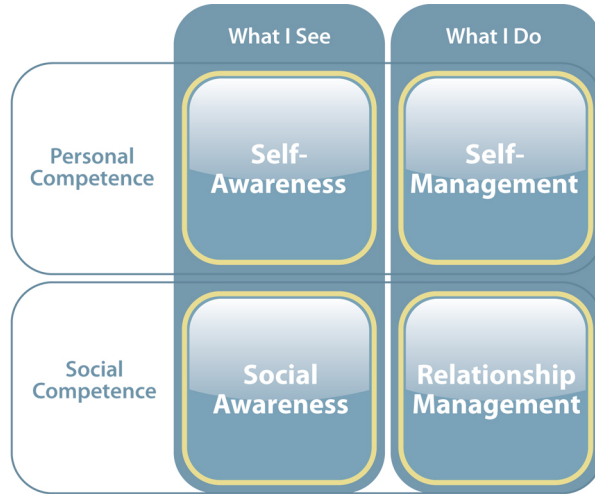 What I See
What I Do
Personal
Competence
Self-
Awareness
Self-
Management
Social
Competence
Social
Awareness
Relationship
Management